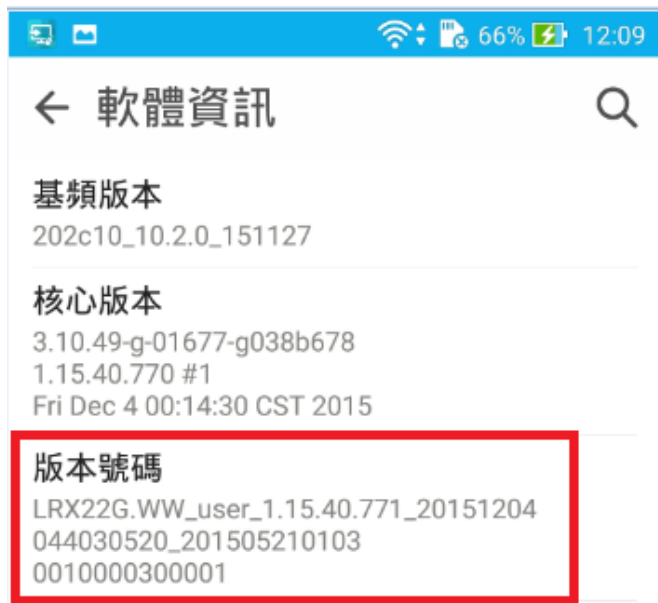 66% 12:09
軟體資訊
基頻版本
202c10_10.2.0_151127
核心版本
3.10.49-g-01677-g038b678
1.15.40.770 #1
Fri Dec 4 00:14:30 CST 2015
版本號碼
LRX22G.WW_user_1.15.40.771_20151204
044030520_201505210103
0010000300001